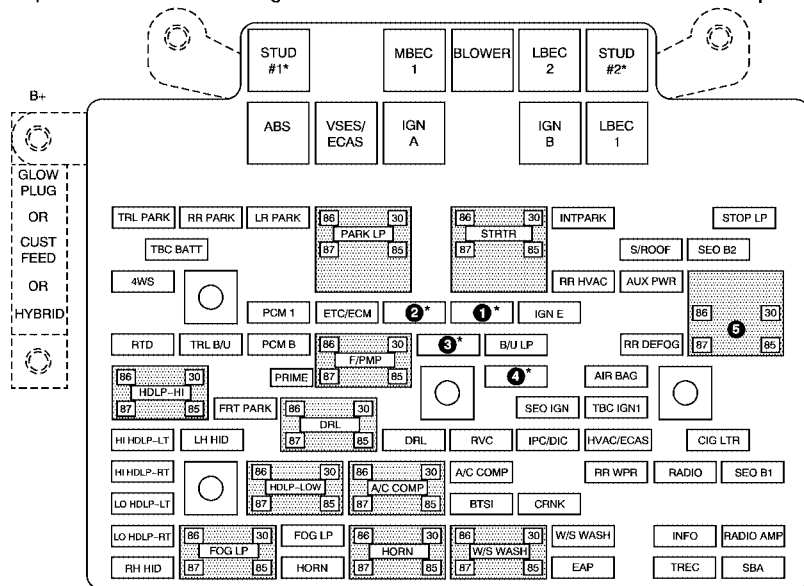 STUD #1*
MBEC 1
BLOWER
LBEC 2
STUD #2*
B+
ABS
VSES/ECAS
IGN A
IGN B
LBEC 1
GLOW PLUG
OR
CUST FEED
OR
HYBRID
TRL PARK
RR PARK
LR PARK
86 30
PARK LP
87 85
86 30
STRTR
87 85
INTPARK
STOP LP
TBC BATT
S/ROOF
SEO B2
4WS
RR HVAC
AUX PWR
PCM 1
ETC/ECM
2*
1*
IGN E
86 30
5
87 85
RTD
TRL B/U
PCM B
86 30
F/PMP
87 85
3*
B/U LP
RR DEFOG
PRIME
4*
AIR BAG
86 30
HDLP-HI
87 85
FRT PARK
86 30
DRL
87 85
SEO IGN
TBC IGN1
HI HDLP-LT
LH HID
DRL
RVC
IPC/DIC
HVAC/ECAS
CIG LTR
HI HDLP-RT
86 30
HDLP-LOW
87 85
86 30
A/C COMP
87 85
A/C COMP
RR WPR
RADIO
SEO B1
LO HDLP-LT
BTSI
CRNK
LO HDLP-RT
86 30
FOG LP
87 85
FOG LP
86 30
HORN
87 85
86 30
W/S WASH
87 85
W/S WASH
INFO
RADIO AMP
RH HID
HORN
EAP
TREC
SBA